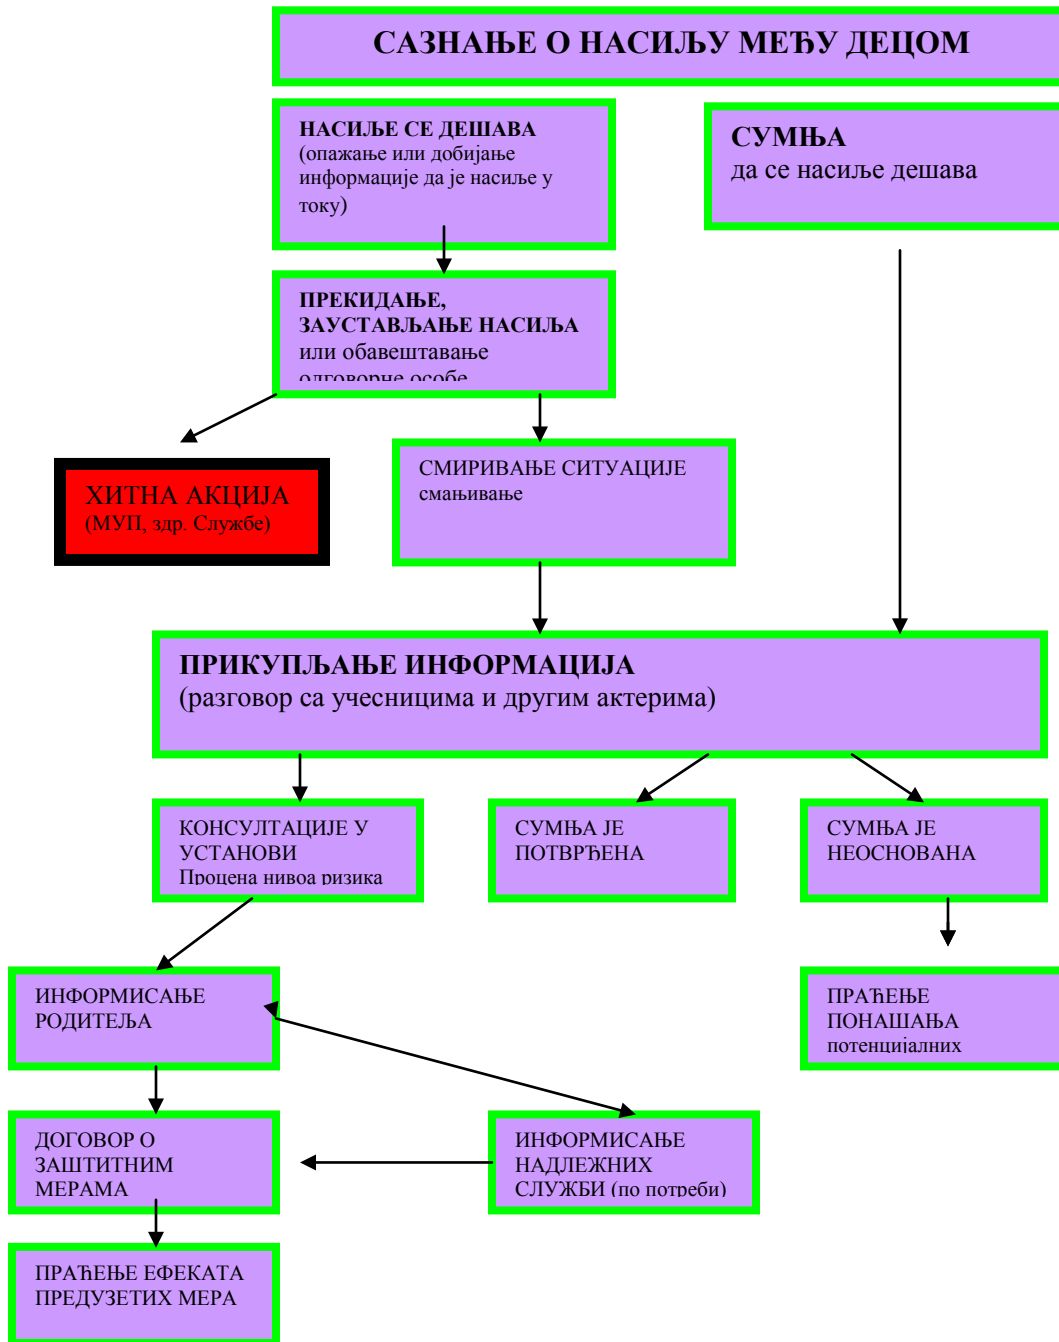 САЗНАЊЕ О НАСИЉУ МЕЂУ ДЕЦОМ
НАСИЉЕ СЕ ДЕШАВА
(опажање или добијање
информације да је насиље у
току)
СУМЊА
да се насиље дешава
ПРЕКИДАЊЕ,
ЗАУСТАВЉАЊЕ НАСИЉА
или обавештавање
одговорне особе
ХИТНА АКЦИЈА
(МУП, здр. Службе)
СМИРИВАЊЕ СИТУАЦИЈЕ
смањивање
ПРИКУПЉАЊЕ ИНФОРМАЦИЈА
(разговор са учесницима и другим актерима)
КОНСУЛТАЦИЈЕ У
УСТАНОВИ
Процена нивоа ризика
СУМЊА ЈЕ
ПОТВРЂЕНА
СУМЊА ЈЕ
НЕОСНОВАНА
ИНФОРМИСАЊЕ
РОДИТЕЉА
ПРАЋЕЊЕ
ПОНАШАЊА
потенцијалних
ДОГОВОР О
ЗАШТИТНИМ
МЕРАМА
ИНФОРМИСАЊЕ
НАДЛЕЖНИХ
СЛУЖБИ (по потреби)
ПРАЋЕЊЕ ЕФЕКАТА
ПРЕДУЗЕТИХ МЕРА